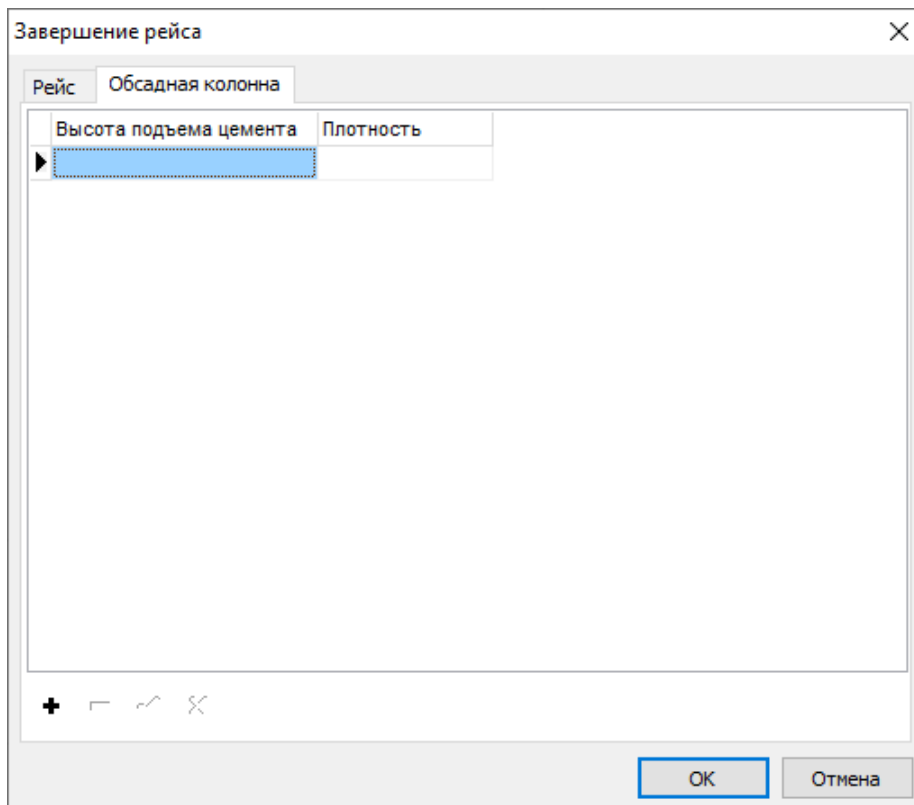 Завершение рейса
Рейс Обсадная колонна
Высота подъема цемента Плотность
OK Отмена